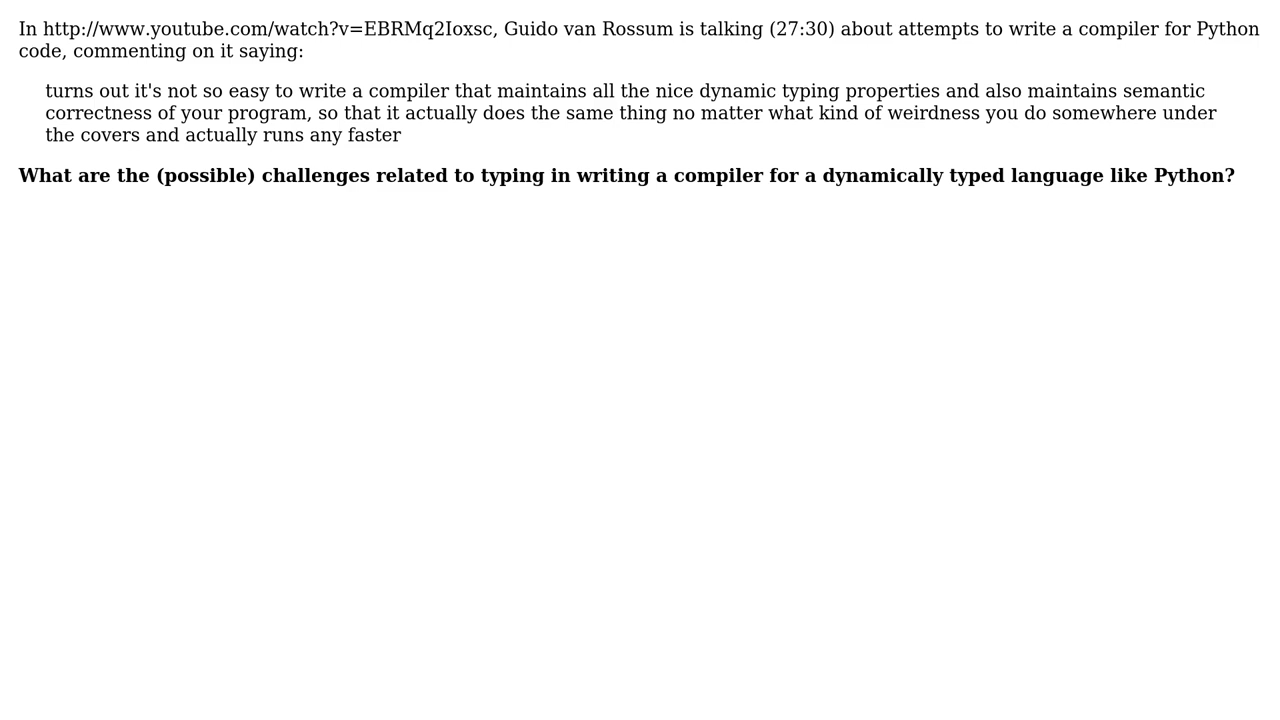 In http://www.youtube.com/watch?v=EBRMq2Ioxsc, Guido van Rossum is talking (27:30) about attempts to write a compiler for Python
code, commenting on it saying:
turns out it's not so easy to write a compiler that maintains all the nice dynamic typing properties and also maintains semantic
correctness of your program, so that it actually does the same thing no matter what kind of weirdness you do somewhere under
the covers and actually runs any faster
What are the (possible) challenges related to typing in writing a compiler for a dynamically typed language like Python?